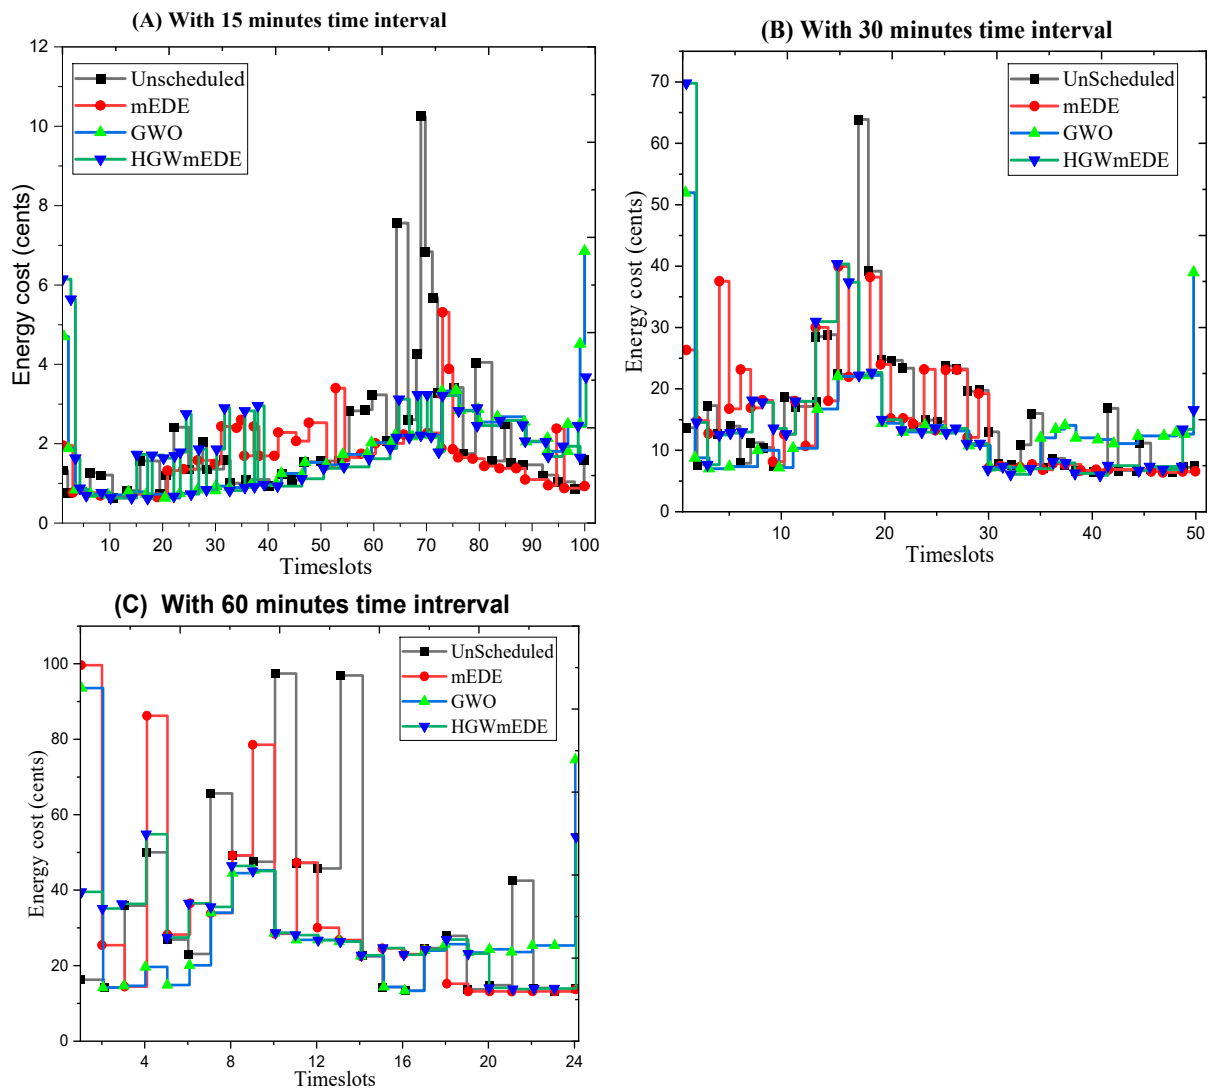 (A) With 15 minutes time interval
12
10
8
6
4
2
0
Energy cost (cents)
Unscheduled
mEDE
GWO
HGWmEDE
10 20 30 40 50 60 70 80 90 100
Timeslots
(B) With 30 minutes time interval
70
60
50
40
30
20
10
0
Energy cost (cents)
UnScheduled
mEDE
GWO
HGWmEDE
10 20 30 40 50
Timeslots
(C) With 60 minutes time intrerval
100
80
60
40
20
0
Energy cost (cents)
UnScheduled
mEDE
GWO
HGWmEDE
4 8 12 16 20 24
Timeslots